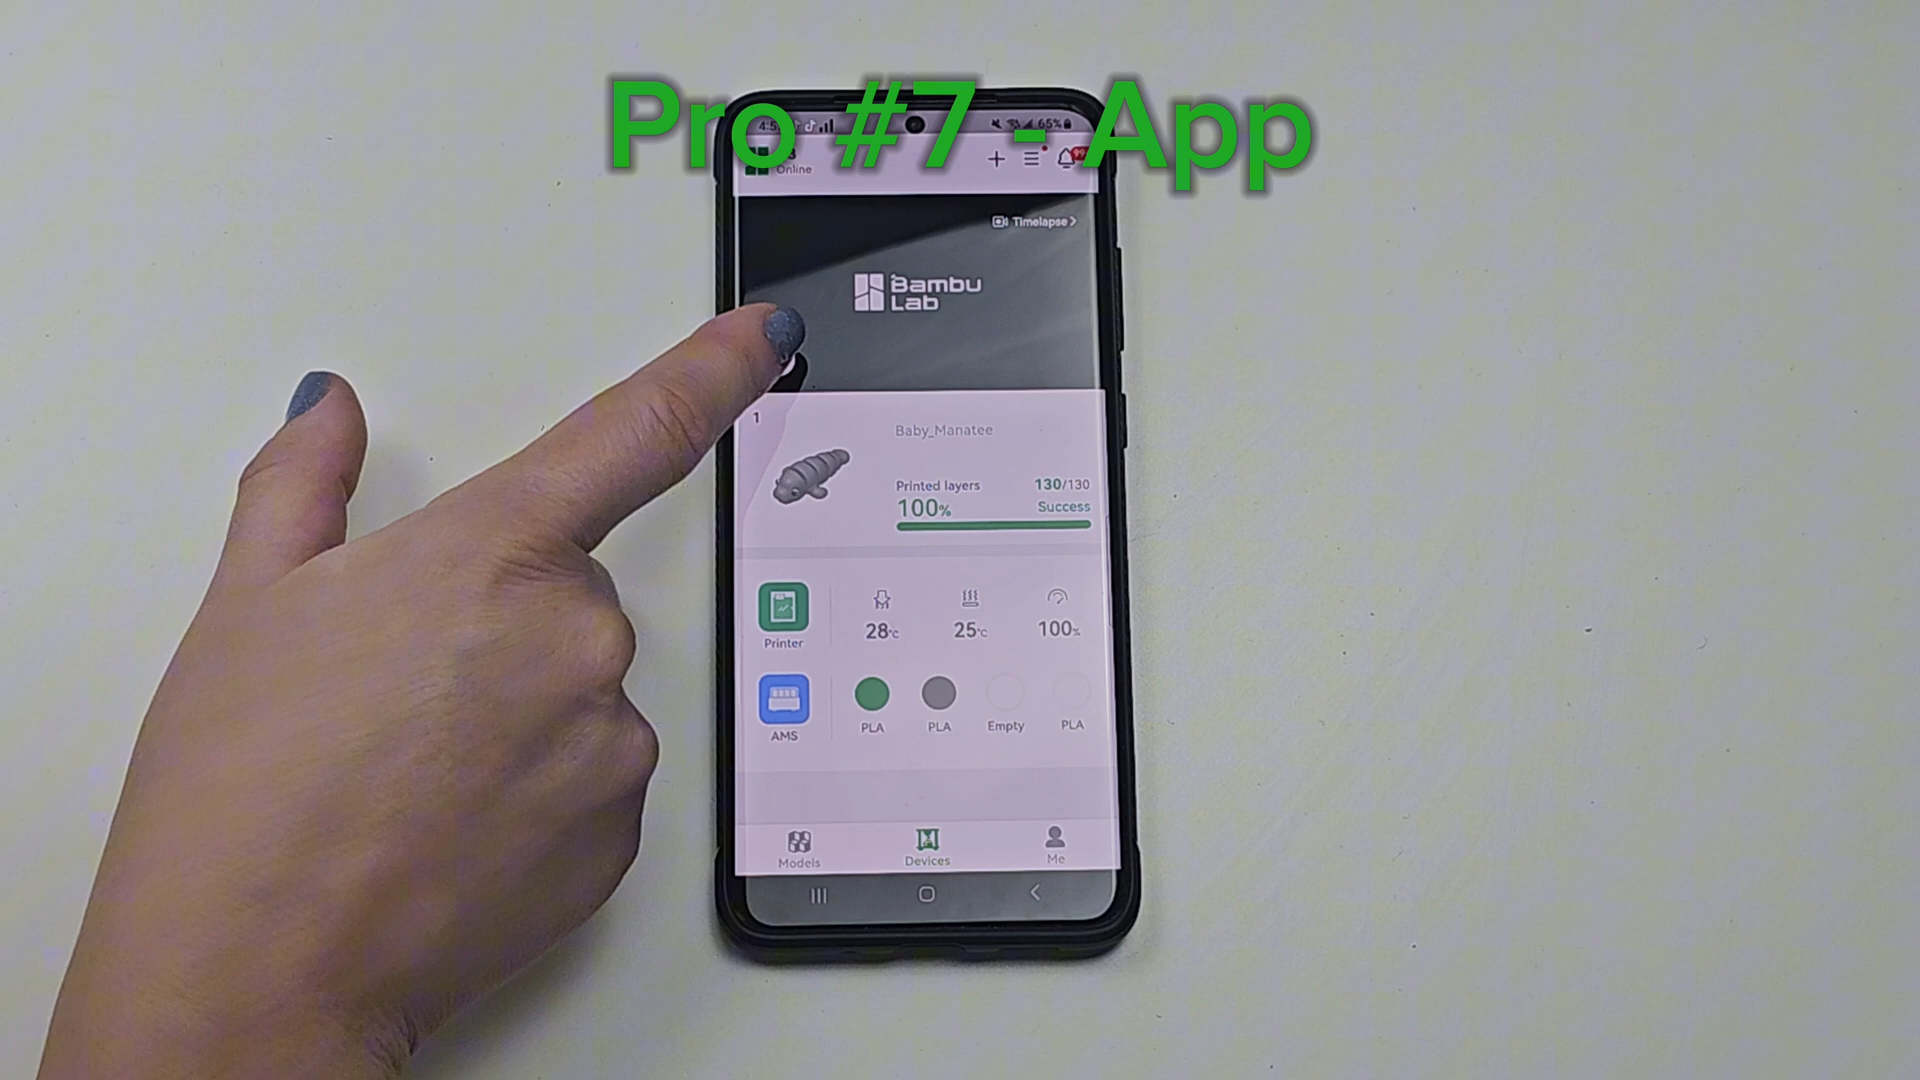 Pro #7 - App
65%
Online
Timelapse >
Bambu
Lab
1
Baby_Manatee
Printed layers 130/130
100% Success
Printer
28°C 25°C 100%
AMS
PLA PLA Empty PLA
Models Devices Me